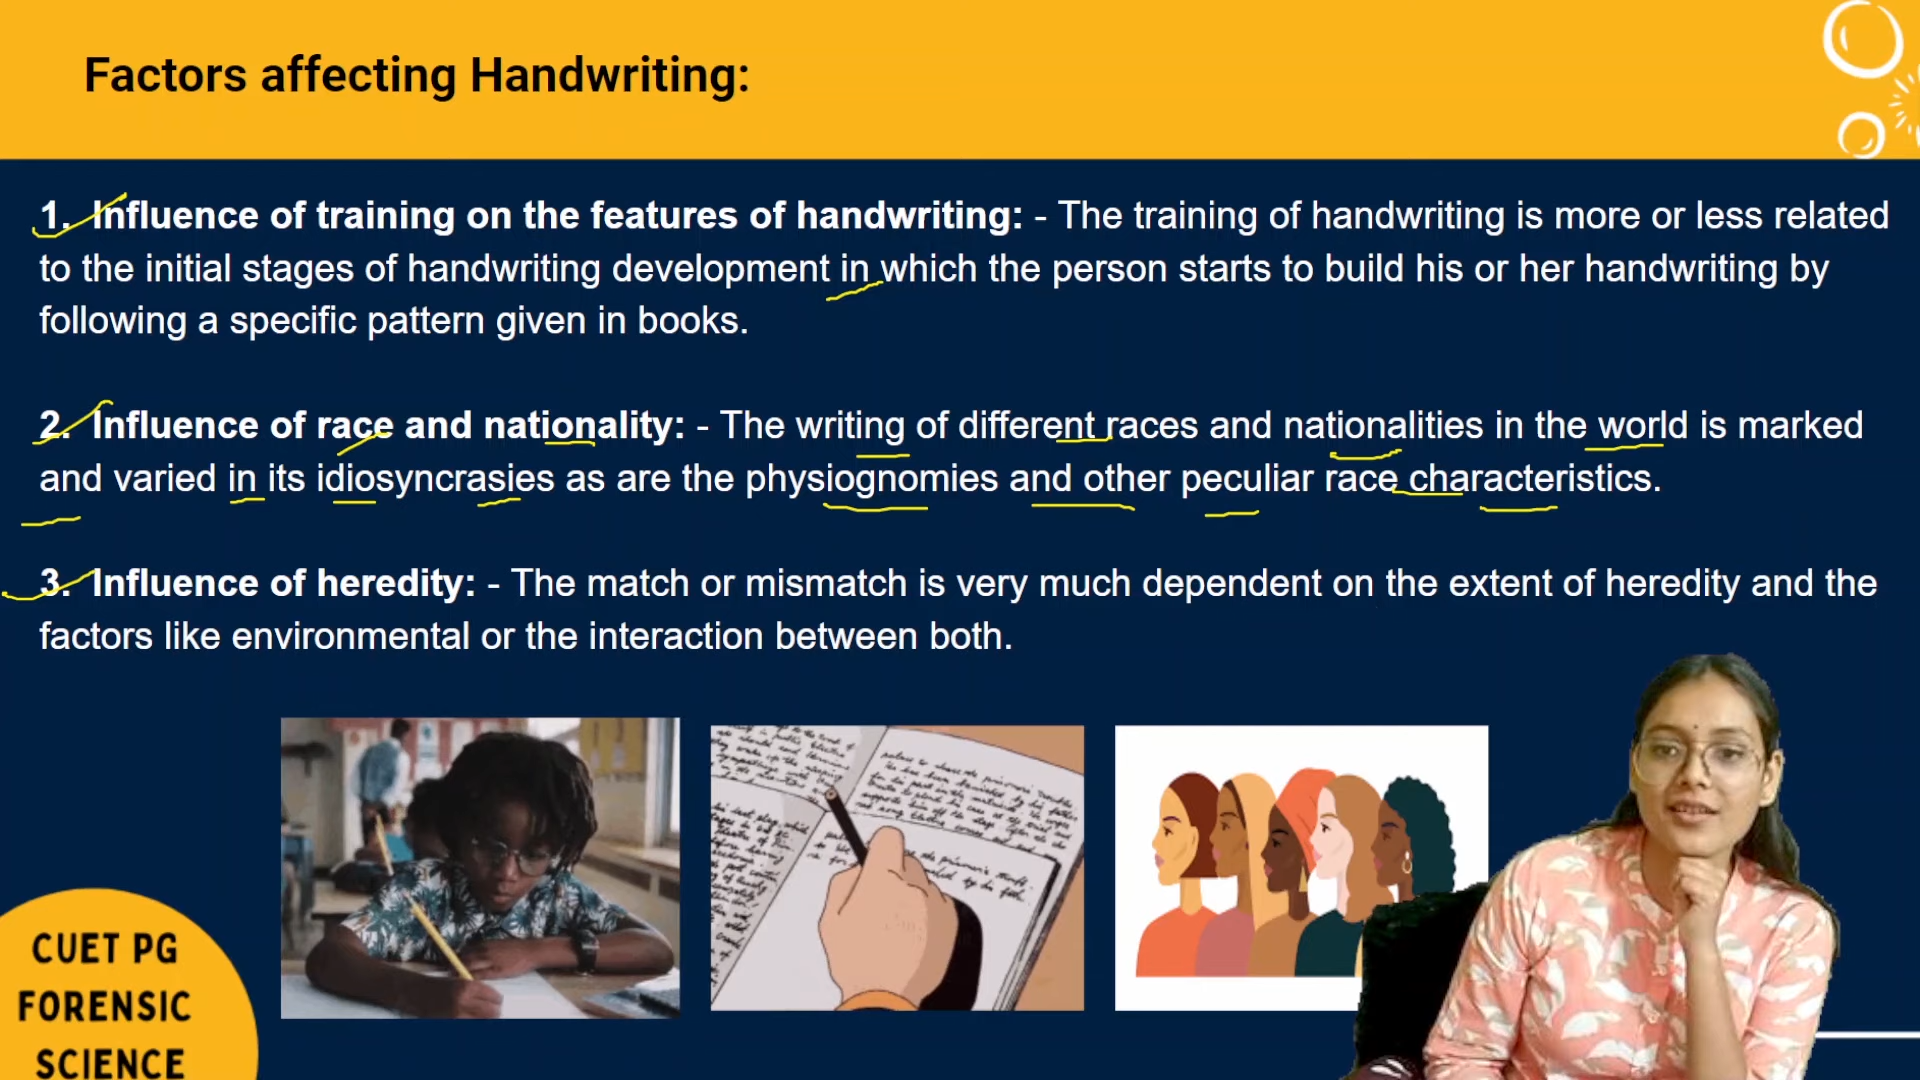 Factors affecting Handwriting:
1. Influence of training on the features of handwriting: - The training of handwriting is more or less related
to the initial stages of handwriting development in which the person starts to build his or her handwriting by
following a specific pattern given in books.
2. Influence of race and nationality: - The writing of different races and nationalities in the world is marked
and varied in its idiosyncrasies as are the physiognomies and other peculiar race characteristics.
3. Influence of heredity: - The match or mismatch is very much dependent on the extent of heredity and the
factors like environmental or the interaction between both.
CUET PG
FORENSIC
SCIENCE